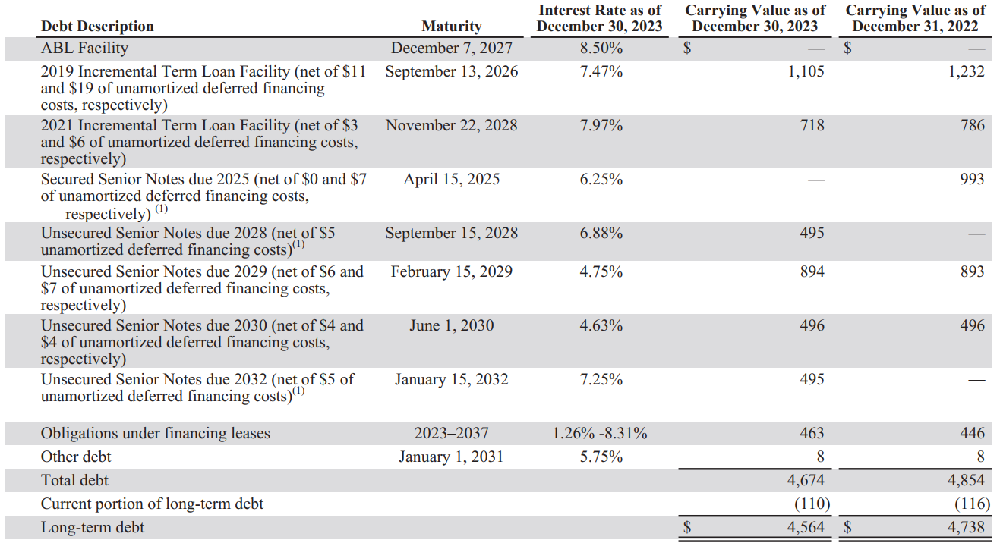 Debt Description Maturity Interest Rate as of December 30, 2023 Carrying Value as of December 30, 2023 Carrying Value as of December 31, 2022
ABL Facility December 7, 2027 8.50% $ — $ —
2019 Incremental Term Loan Facility (net of $11 September 13, 2026 7.47% 1,105 1,232
and $19 of unamortized deferred financing
costs, respectively)
2021 Incremental Term Loan Facility (net of $3 November 22, 2028 7.97% 718 786
and $6 of unamortized deferred financing costs,
respectively)
Secured Senior Notes due 2025 (net of $0 and $7 April 15, 2025 6.25% — 993
of unamortized deferred financing costs,
respectively) (1)
Unsecured Senior Notes due 2028 (net of $5 September 15, 2028 6.88% 495 —
unamortized deferred financing costs)(1)
Unsecured Senior Notes due 2029 (net of $6 and February 15, 2029 4.75% 894 893
$7 of unamortized deferred financing costs,
respectively)
Unsecured Senior Notes due 2030 (net of $4 and June 1, 2030 4.63% 496 496
$4 of unamortized deferred financing costs,
respectively)
Unsecured Senior Notes due 2032 (net of $5 of January 15, 2032 7.25% 495 —
unamortized deferred financing costs)(1)
Obligations under financing leases 2023–2037 1.26% -8.31% 463 446
Other debt January 1, 2031 5.75% 8 8
Total debt 4,674 4,854
Current portion of long-term debt (110) (116)
Long-term debt $ 4,564 $ 4,738